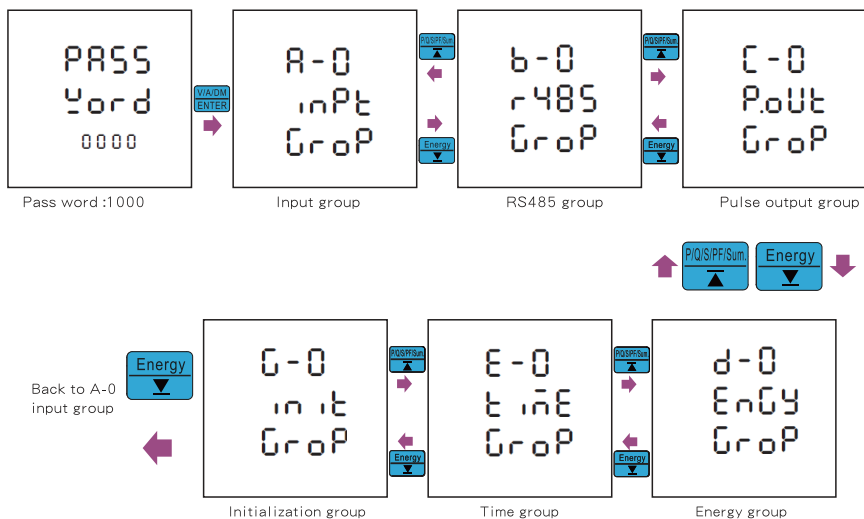 PASS
Word
0000
Pass word :1000
V/A/DM
ENTER
A-0
inPt
GroP
Input group
P/Q/S/PF/Sum.
Energy
b-0
r485
GroP
RS485 group
P/Q/S/PF/Sum.
Energy
C-0
P.oUt
GroP
Pulse output group
P/Q/S/PF/Sum.
Energy
Energy
Back to A-0
input group
G-0
init
GroP
Initialization group
P/Q/S/PF/Sum.
Energy
E-0
timE
GroP
Time group
P/Q/S/PF/Sum.
Energy
d-0
EnGy
GroP
Energy group